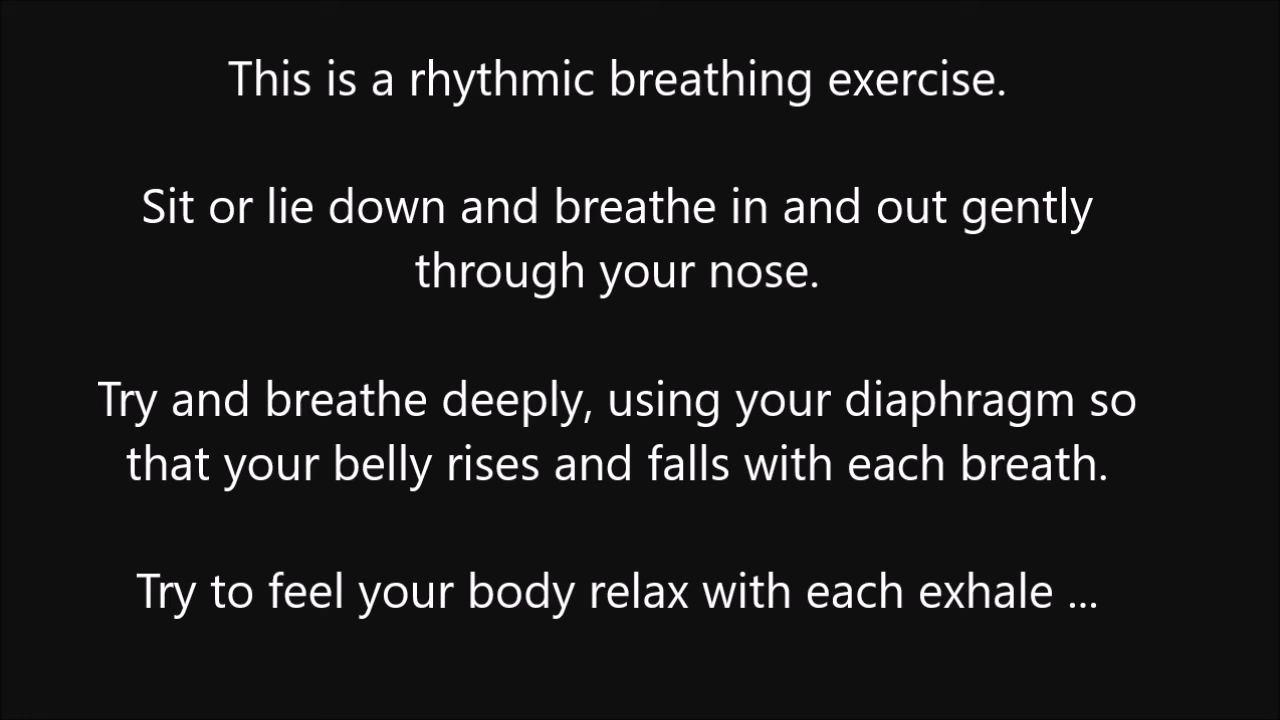 This is a rhythmic breathing exercise.
Sit or lie down and breathe in and out gently
through your nose.
Try and breathe deeply, using your diaphragm so
that your belly rises and falls with each breath.
Try to feel your body relax with each exhale ...